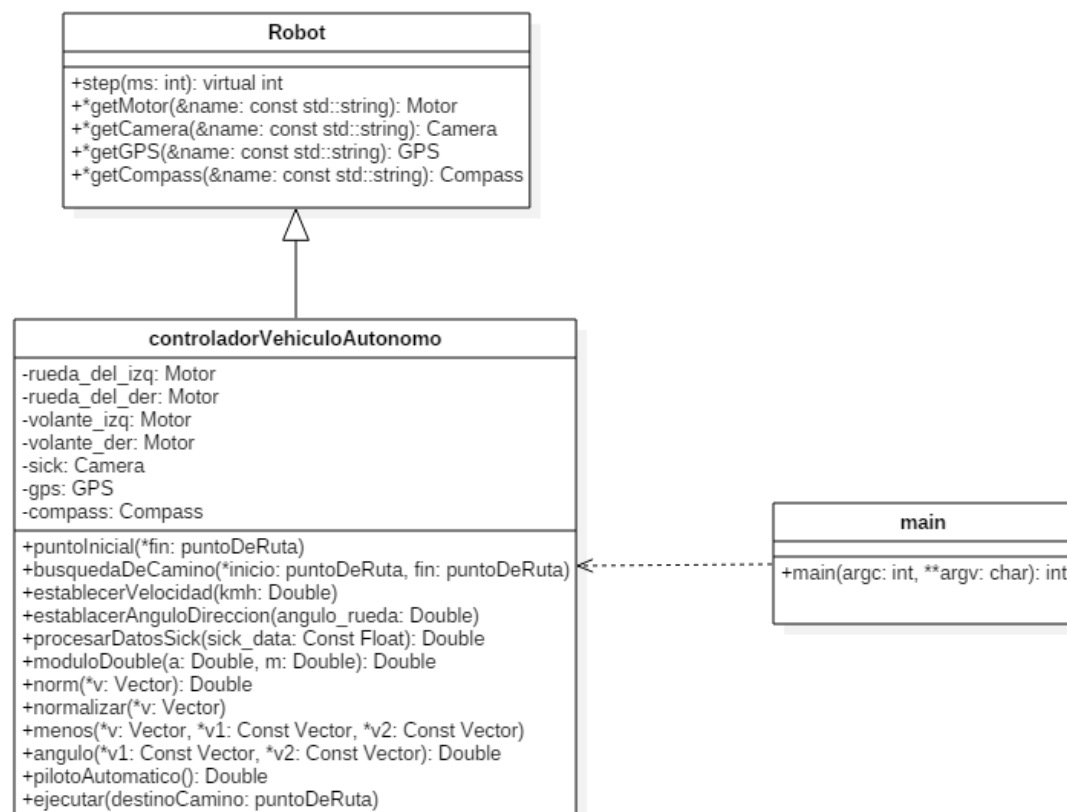 Robot
+step(ms: int): virtual int
+*getMotor(&name: const std::string): Motor
+*getCamera(&name: const std::string): Camera
+*getGPS(&name: const std::string): GPS
+*getCompass(&name: const std::string): Compass
controladorVehiculoAutonomo
-rueda_del_izq: Motor
-rueda_del_der: Motor
-volante_izq: Motor
-volante_der: Motor
-sick: Camera
-gps: GPS
-compass: Compass
+puntoInicial(*fin: puntoDeRuta)
+busquedaDeCamino(*inicio: puntoDeRuta, fin: puntoDeRuta)
+establecerVelocidad(kmh: Double)
+establacerAnguloDireccion(angulo_rueda: Double)
+procesarDatosSick(sick_data: Const Float): Double
+moduloDouble(a: Double, m: Double): Double
+norm(*v: Vector): Double
+normalizar(*v: Vector)
+menos(*v: Vector, *v1: Const Vector, *v2: Const Vector)
+angulo(*v1: Const Vector, *v2: Const Vector): Double
+pilotoAutomatico(): Double
+ejecutar(destinoCamino: puntoDeRuta)
main
+main(argc: int, **argv: char): int